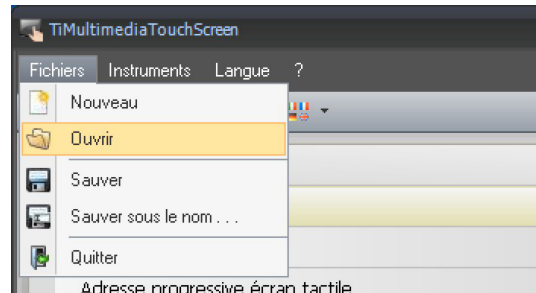 TiMultimediaTouchScreen
Fichiers Instruments Langue ?
Nouveau
Ouvrir
Sauver
Sauver sous le nom . . .
Quitter
Adresse progressive écran tactile